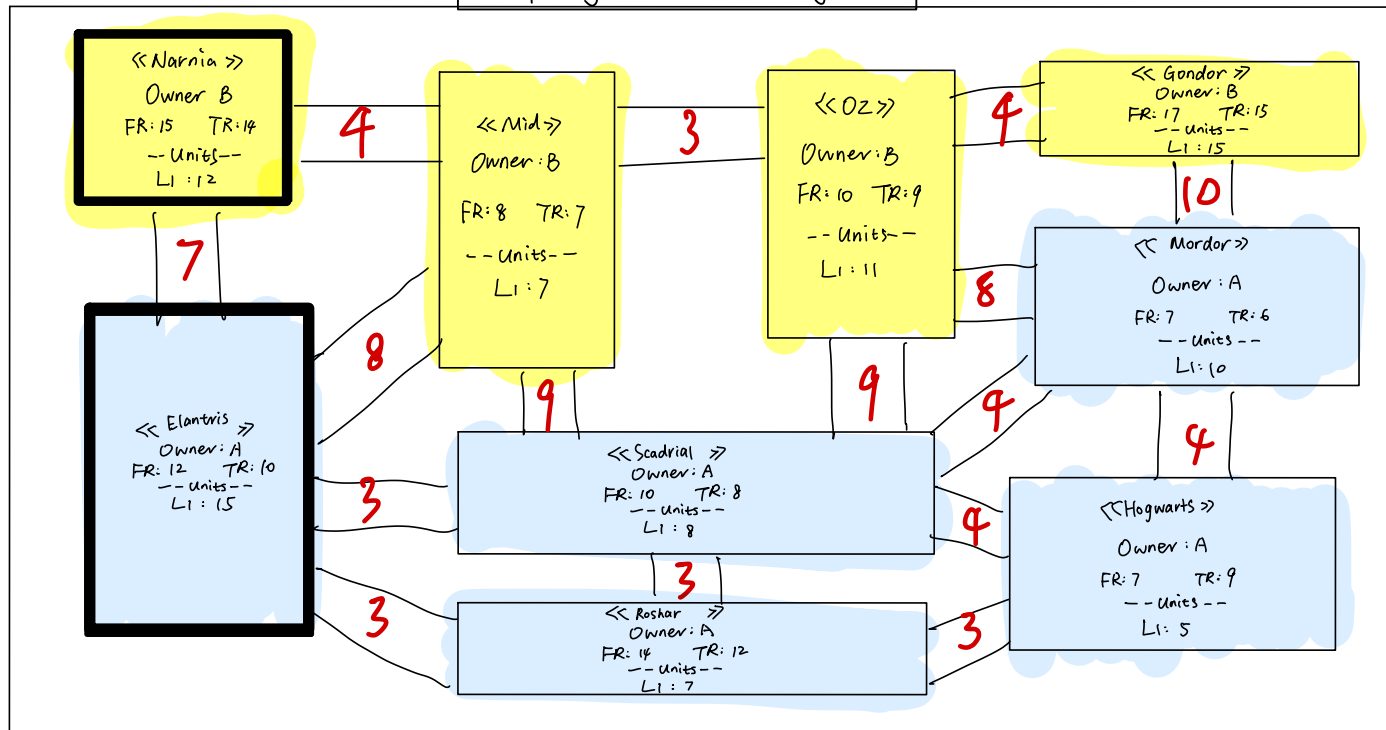 <<Narnia >>
Owner B
FR:15 TR:14
-- Units--
L1 :12
4
<<Mid>>
Owner:B
FR:8 TR:7
-- Units--
L1:7
3
<<OZ>>
Owner:B
FR:10 TR:9
-- Units--
L1:11
4
<< Gondor >>
Owner:B
FR:17 TR:15
-- Units--
L1:15
10
7
8
8
<< Mordor>>
Owner:A
FR:7 TR:6
-- Units--
L1:10
9
9
4
4
<< Elantris >>
Owner:A
FR:12 TR:10
-- Units--
L1:15
3
<<Scadrial >>
Owner:A
FR:10 TR:8
-- Units--
L1:8
4
<<Hogwarts>>
Owner:A
FR:7 TR:9
-- Units --
L1:5
3
3
<< Roshar >>
Owner:A
FR:14 TR:12
-- Units--
L1:7
3